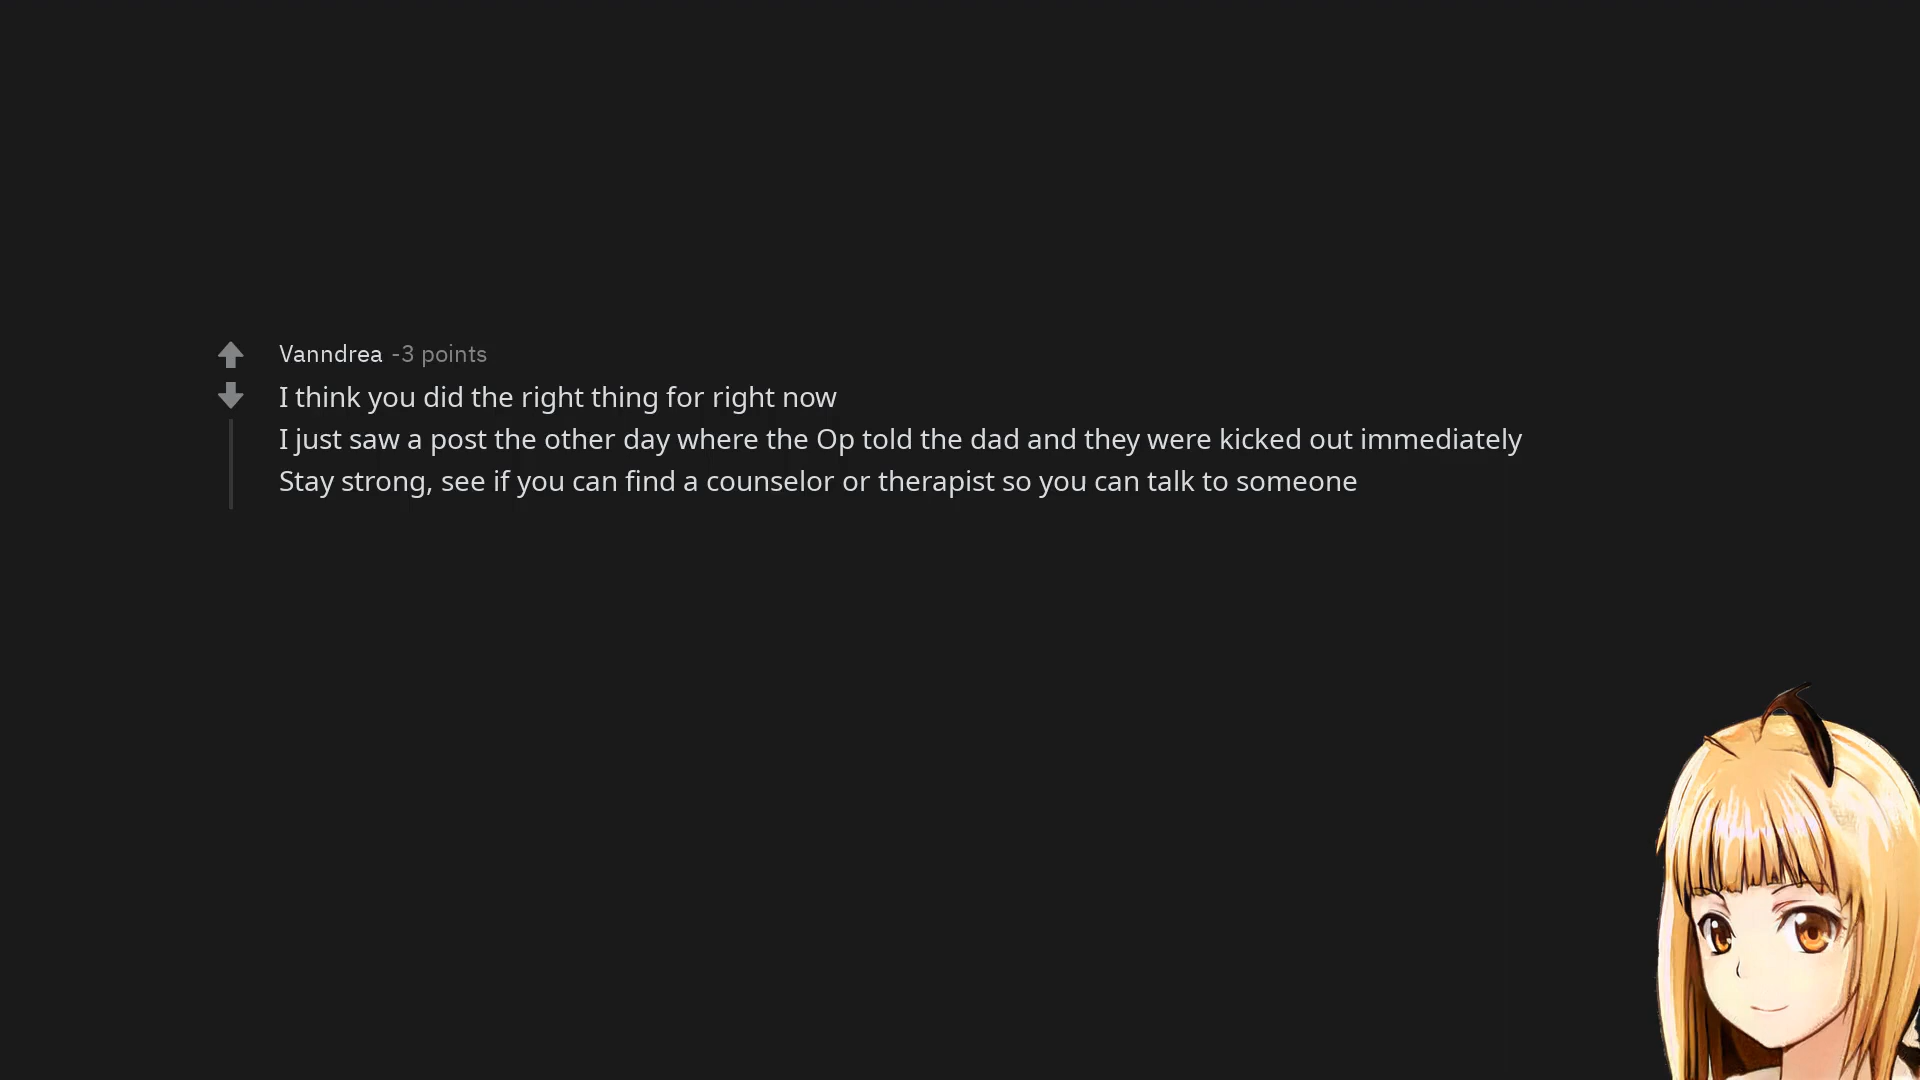 Vanndrea -3 points
I think you did the right thing for right now
I just saw a post the other day where the Op told the dad and they were kicked out immediately
Stay strong, see if you can find a counselor or therapist so you can talk to someone